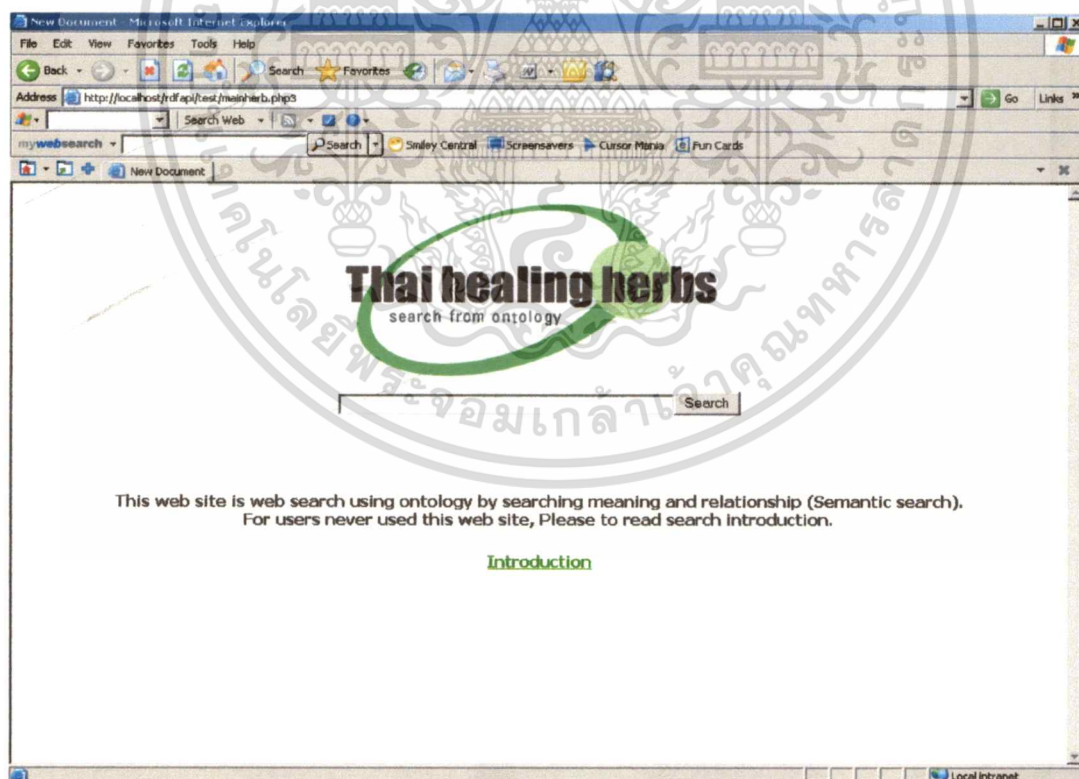 New Document - Microsoft Internet Explorer
File Edit View Favorites Tools Help
Back Search Favorites
Address http://localhost/rdfapi/test/mainherb.php3 Go Links »
Search Web
mywebsearch Search Smiley Central Screensavers Cursor Mania Fun Cards
New Document
Thai healing herbs
search from ontology
Search
This web site is web search using ontology by searching meaning and relationship (Semantic search).
For users never used this web site, Please to read search introduction.
Introduction
Local intranet